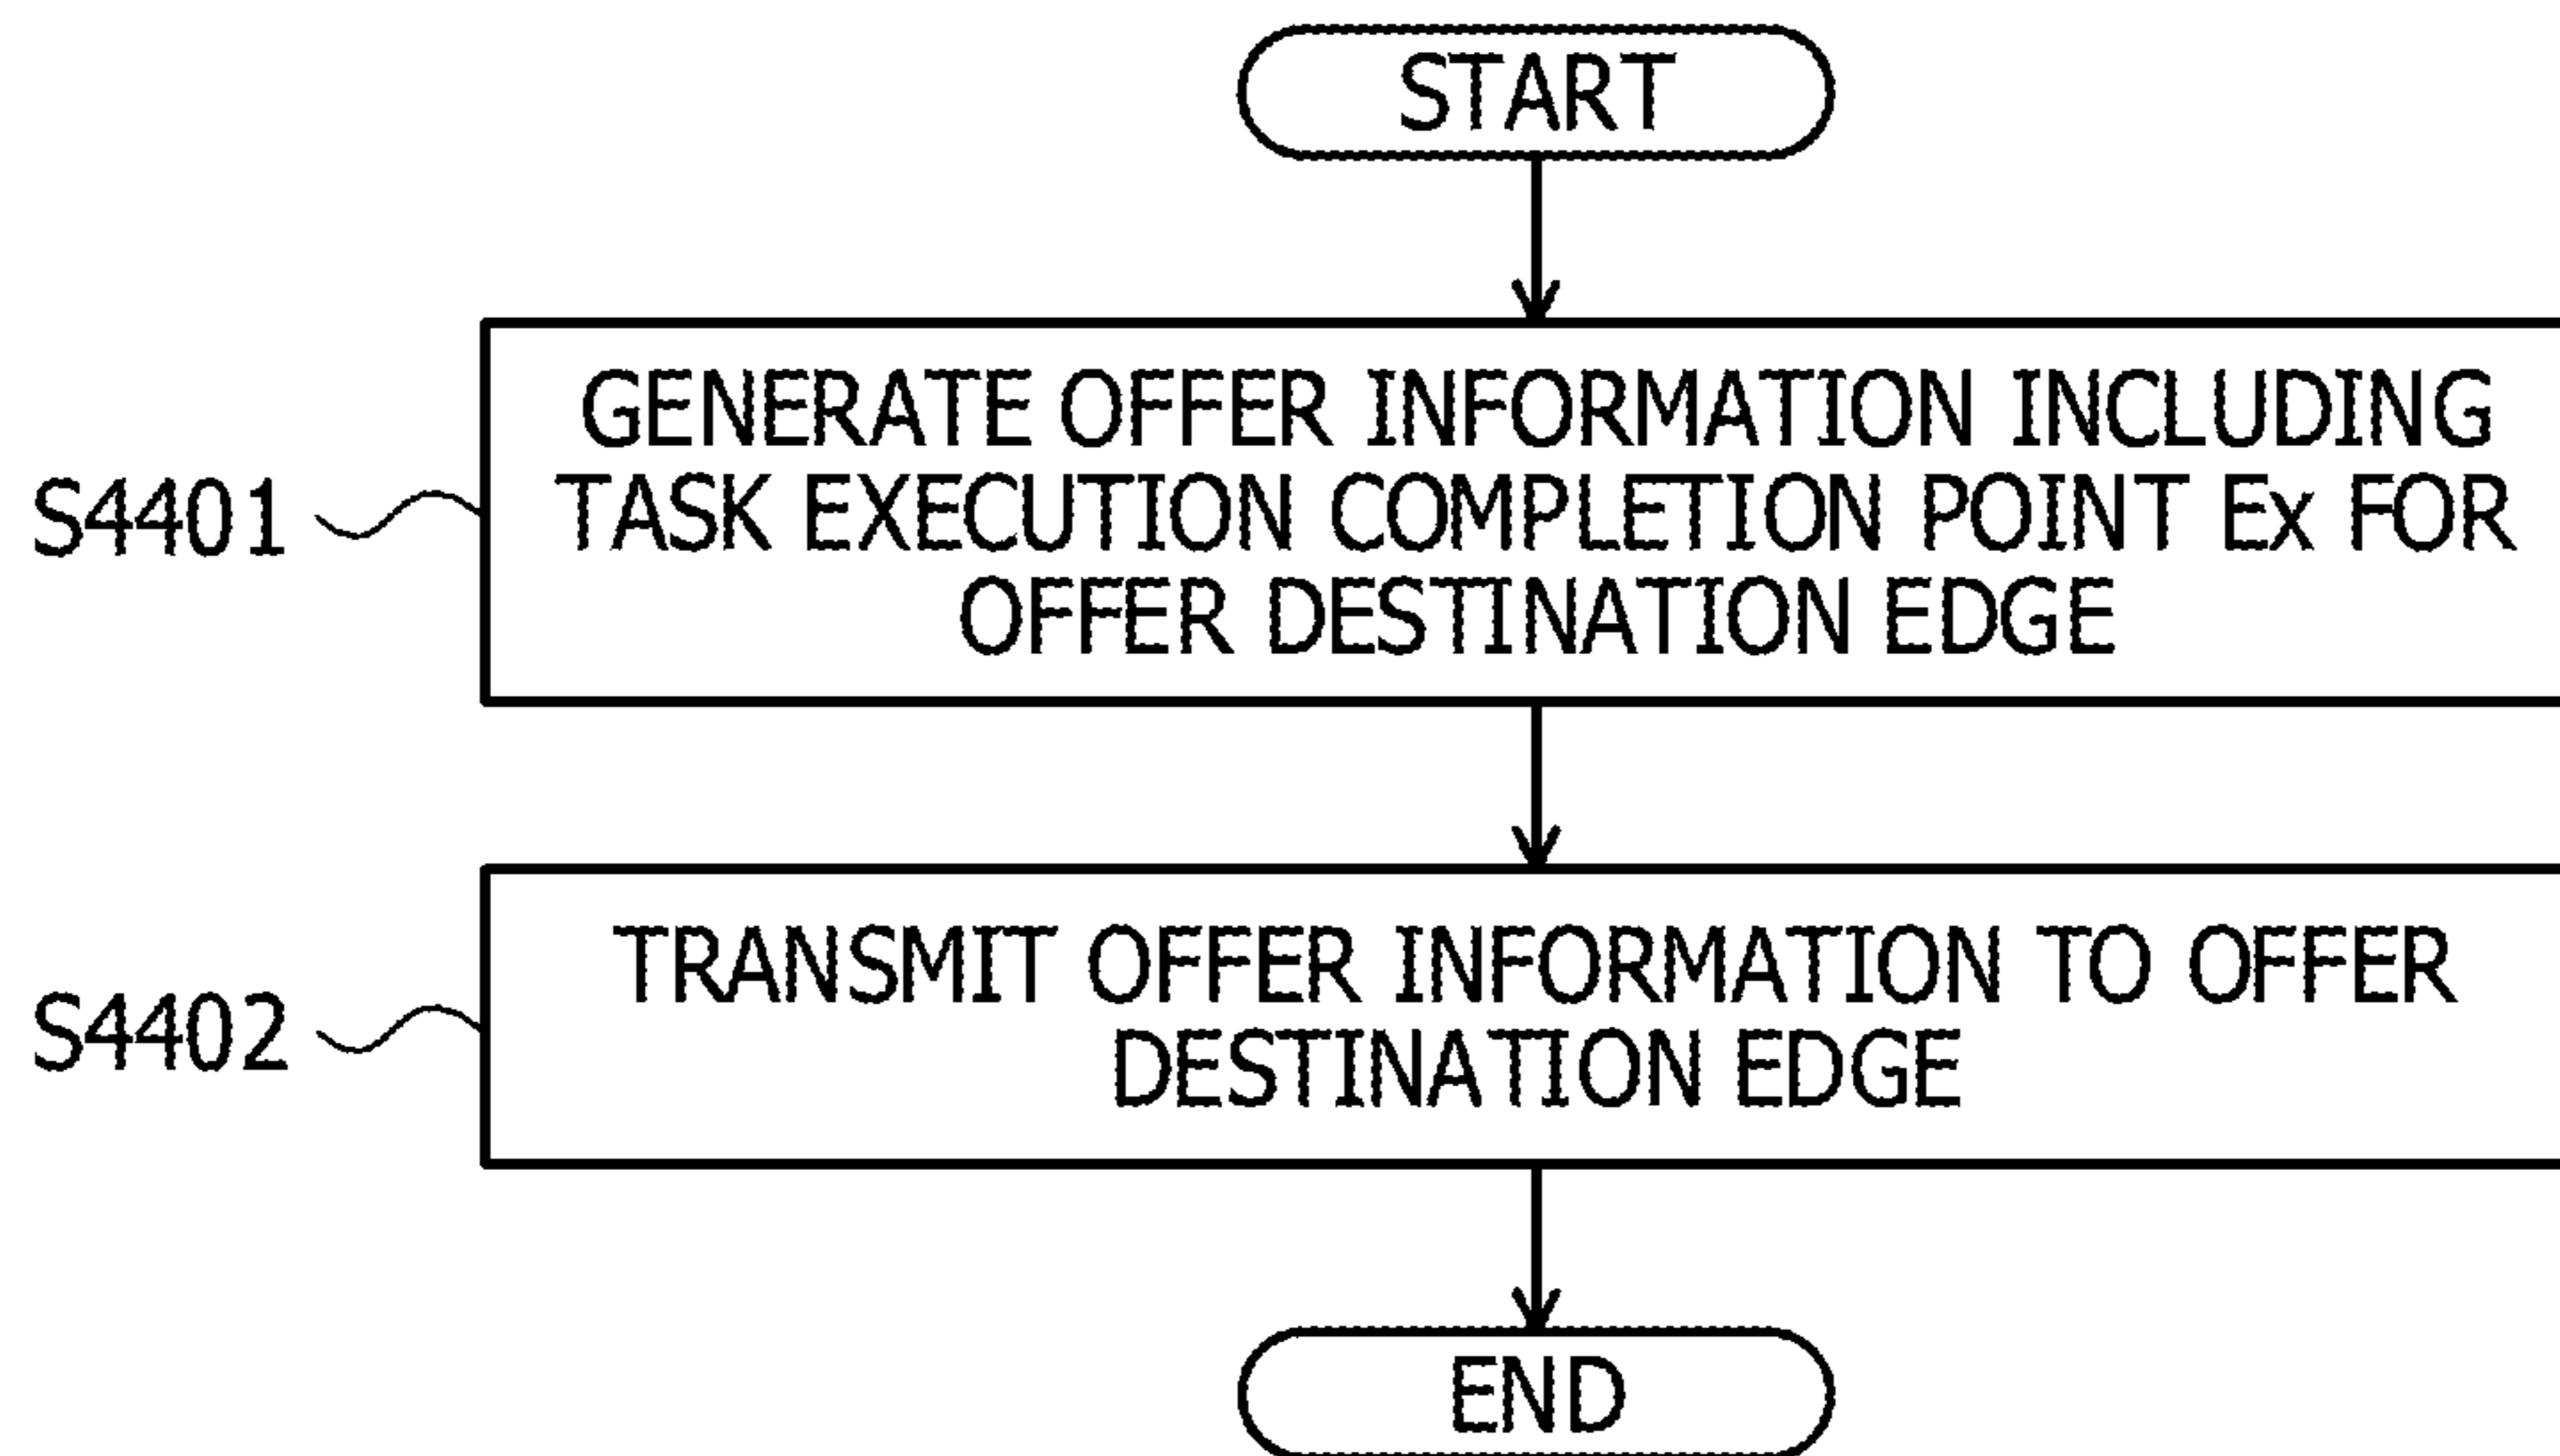 START
GENERATE OFFER INFORMATION INCLUDING
TASK EXECUTION COMPLETION POINT Ex FOR
OFFER DESTINATION EDGE
S4401
TRANSMIT OFFER INFORMATION TO OFFER
DESTINATION EDGE
S4402
END